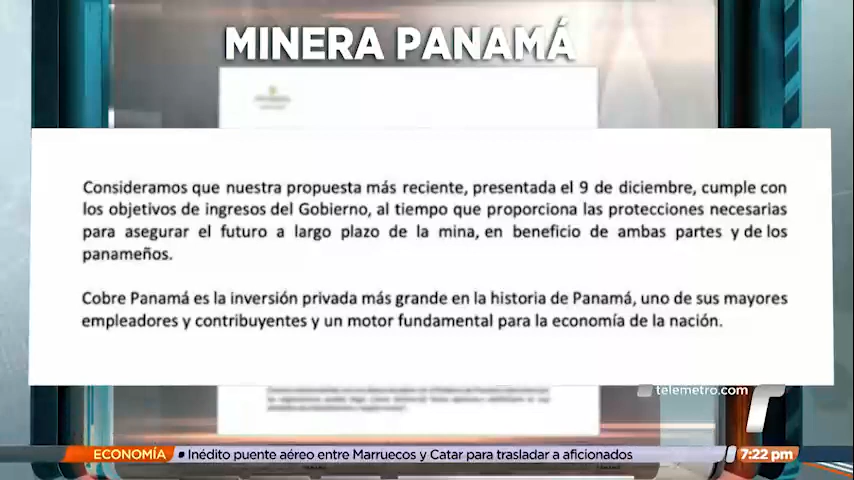 MINERA PANAMÁ
Consideramos que nuestra propuesta más reciente, presentada el 9 de diciembre, cumple con
los objetivos de ingresos del Gobierno, al tiempo que proporciona las protecciones necesarias
para asegurar el futuro a largo plazo de la mina, en beneficio de ambas partes y de los
panameños.
Cobre Panamá es la inversión privada más grande en la historia de Panamá, uno de sus mayores
empleadores y contribuyentes y un motor fundamental para la economía de la nación.
telemetro.com
ECONOMÍA Inédito puente aéreo entre Marruecos y Catar para trasladar a aficionados 7:22 pm